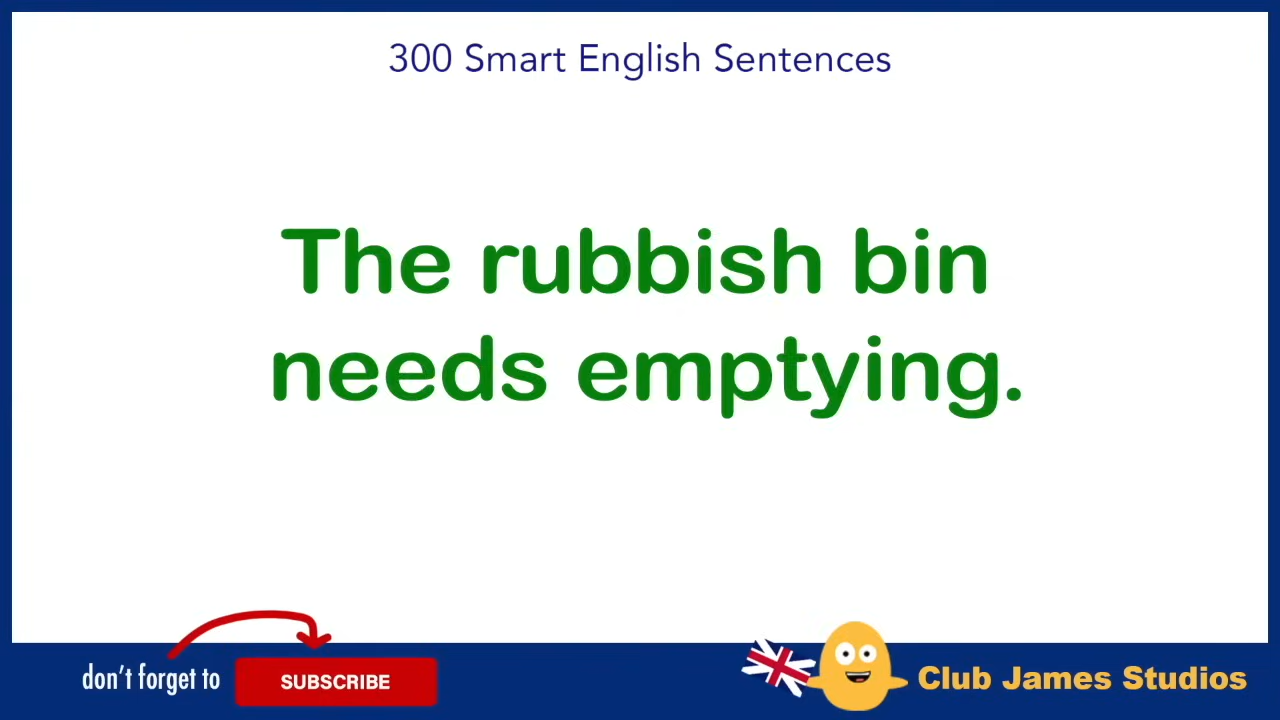 300 Smart English Sentences
The rubbish bin
needs emptying.
don't forget to
SUBSCRIBE
Club James Studios